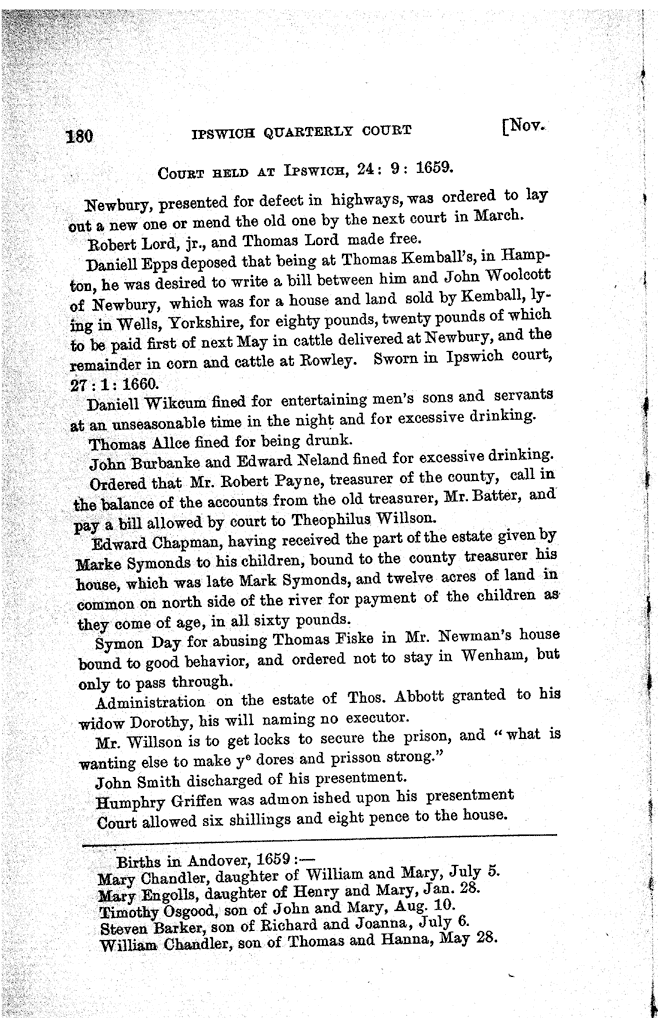 180 IPSWICH QUARTERLY COURT [Nov.
COURT HELD AT IPSWICH, 24: 9: 1659.
Newbury, presented for defect in highways, was ordered to lay
out a new one or mend the old one by the next court in March.
Robert Lord, jr., and Thomas Lord made free.
Daniell Epps deposed that being at Thomas Kemball's, in Hamp-
ton, he was desired to write a bill between him and John Woolcott
of Newbury, which was for a house and land sold by Kemball, ly-
ing in Wells, Yorkshire, for eighty pounds, twenty pounds of which
to be paid first of next May in cattle delivered at Newbury, and the
remainder in corn and cattle at Rowley. Sworn in Ipswich court,
27: 1: 1660.
Daniell Wikcum fined for entertaining men's sons and servants
at an unseasonable time in the night and for excessive drinking.
Thomas Allce fined for being drunk.
John Burbanke and Edward Neland fined for excessive drinking.
Ordered that Mr. Robert Payne, treasurer of the county, call in
the balance of the accounts from the old treasurer, Mr. Batter, and
pay a bill allowed by court to Theophilus Willson.
Edward Chapman, having received the part of the estate given by
Marke Symonds to his children, bound to the county treasurer his
house, which was late Mark Symonds, and twelve acres of land in
common on north side of the river for payment of the children as
they come of age, in all sixty pounds.
Symon Day for abusing Thomas Fiske in Mr. Newman's house
bound to good behavior, and ordered not to stay in Wenham, but
only to pass through.
Administration on the estate of Thos. Abbott granted to his
widow Dorothy, his will naming no executor.
Mr. Willson is to get locks to secure the prison, and "what is
wanting else to make yᵉ dores and prisson strong."
John Smith discharged of his presentment.
Humphry Griffen was admon ished upon his presentment
Court allowed six shillings and eight pence to the house.
Births in Andover, 1659:—
Mary Chandler, daughter of William and Mary, July 5.
Mary Engolls, daughter of Henry and Mary, Jan. 28.
Timothy Osgood, son of John and Mary, Aug. 10.
Steven Barker, son of Richard and Joanna, July 6.
William Chandler, son of Thomas and Hanna, May 28.